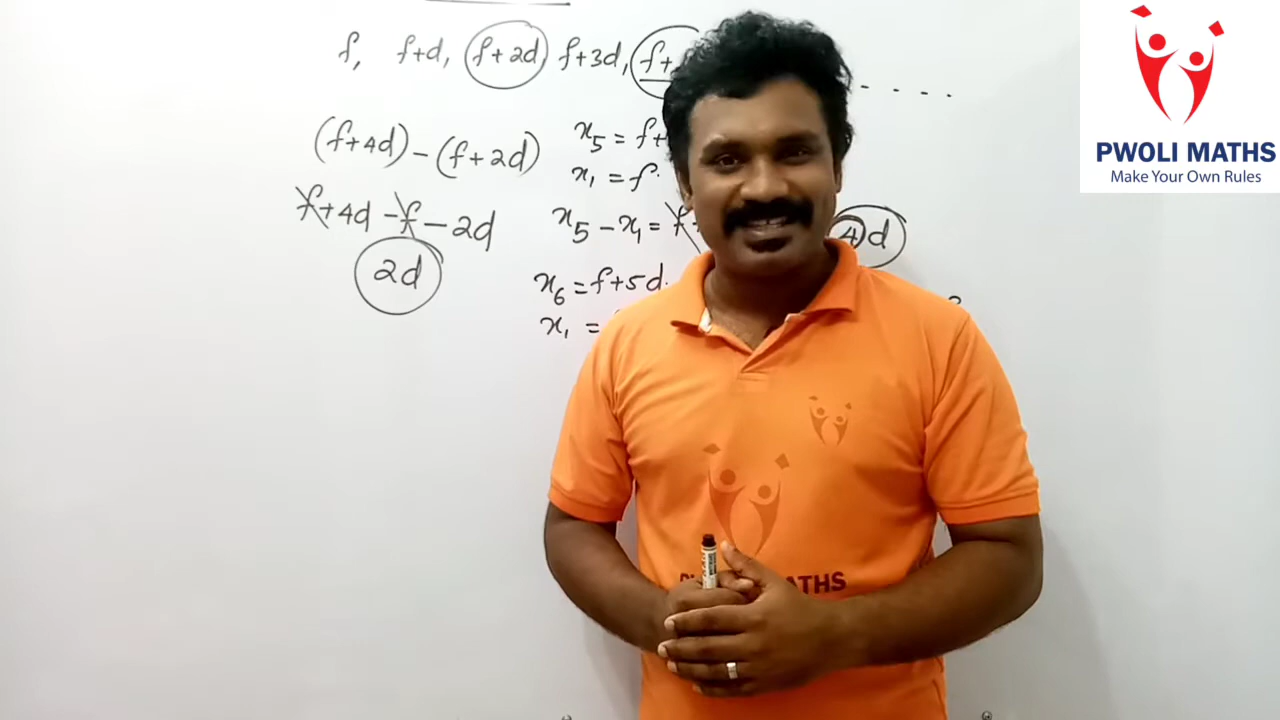 f, f+d, f+2d, f+3d, f+ . . . . .
(f+4d) - (f+2d)
f+4d - f - 2d
2d
x₅ = f+
x₁ = f.
x₅ - x₁ = f 4d
x₆ = f+5d.
x₁ =
PWOLI MATHS
Make Your Own Rules
MATHS